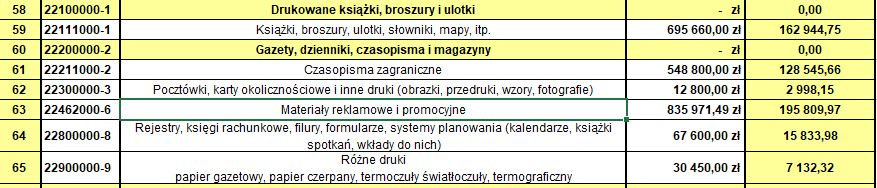 58 22100000-1 Drukowane książki, broszury i ulotki - zł 0,00
59 22111000-1 Książki, broszury, ulotki, słowniki, mapy, itp. 695 660,00 zł 162 944,75
60 22200000-2 Gazety, dzienniki, czasopisma i magazyny - zł 0,00
61 22211000-2 Czasopisma zagraniczne 548 800,00 zł 128 545,66
62 22300000-3 Pocztówki, karty okolicznościowe i inne druki (obrazki, przedruki, wzory, fotografie) 12 800,00 zł 2 998,15
63 22462000-6 Materiały reklamowe i promocyjne 835 971,49 zł 195 809,97
64 22800000-8 Rejestry, księgi rachunkowe, filury, formularze, systemy planowania (kalendarze, książki
spotkań, wkłady do nich) 67 600,00 zł 15 833,98
65 22900000-9 Różne druki
papier gazetowy, papier czerpany, termoczuły światłoczuły, termograficzny 30 450,00 zł 7 132,32